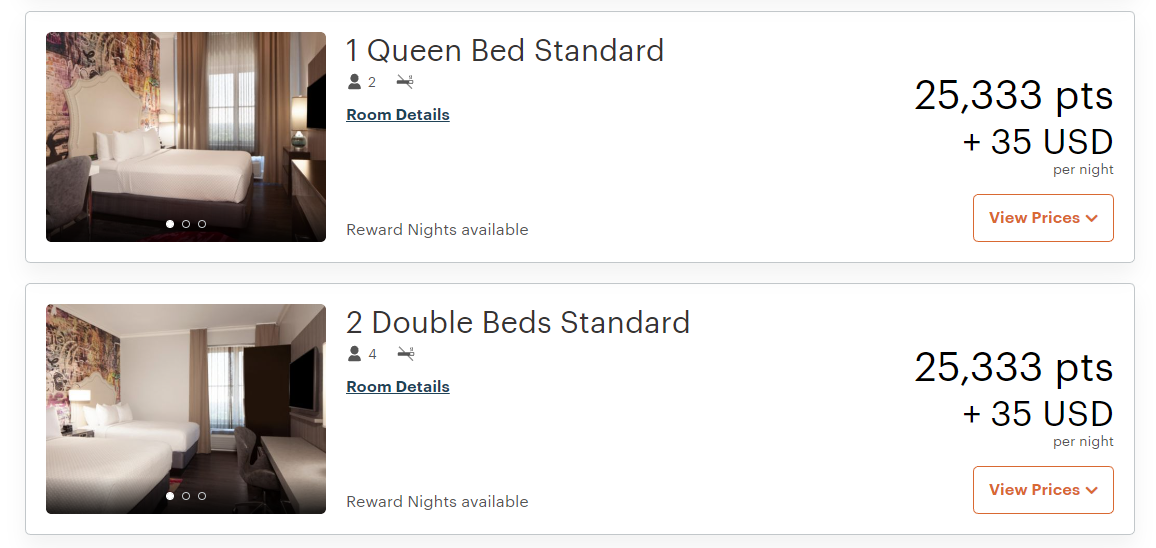 1 Queen Bed Standard
2
Room Details
25,333 pts
+ 35 USD
per night
View Prices
Reward Nights available
2 Double Beds Standard
4
Room Details
25,333 pts
+ 35 USD
per night
View Prices
Reward Nights available